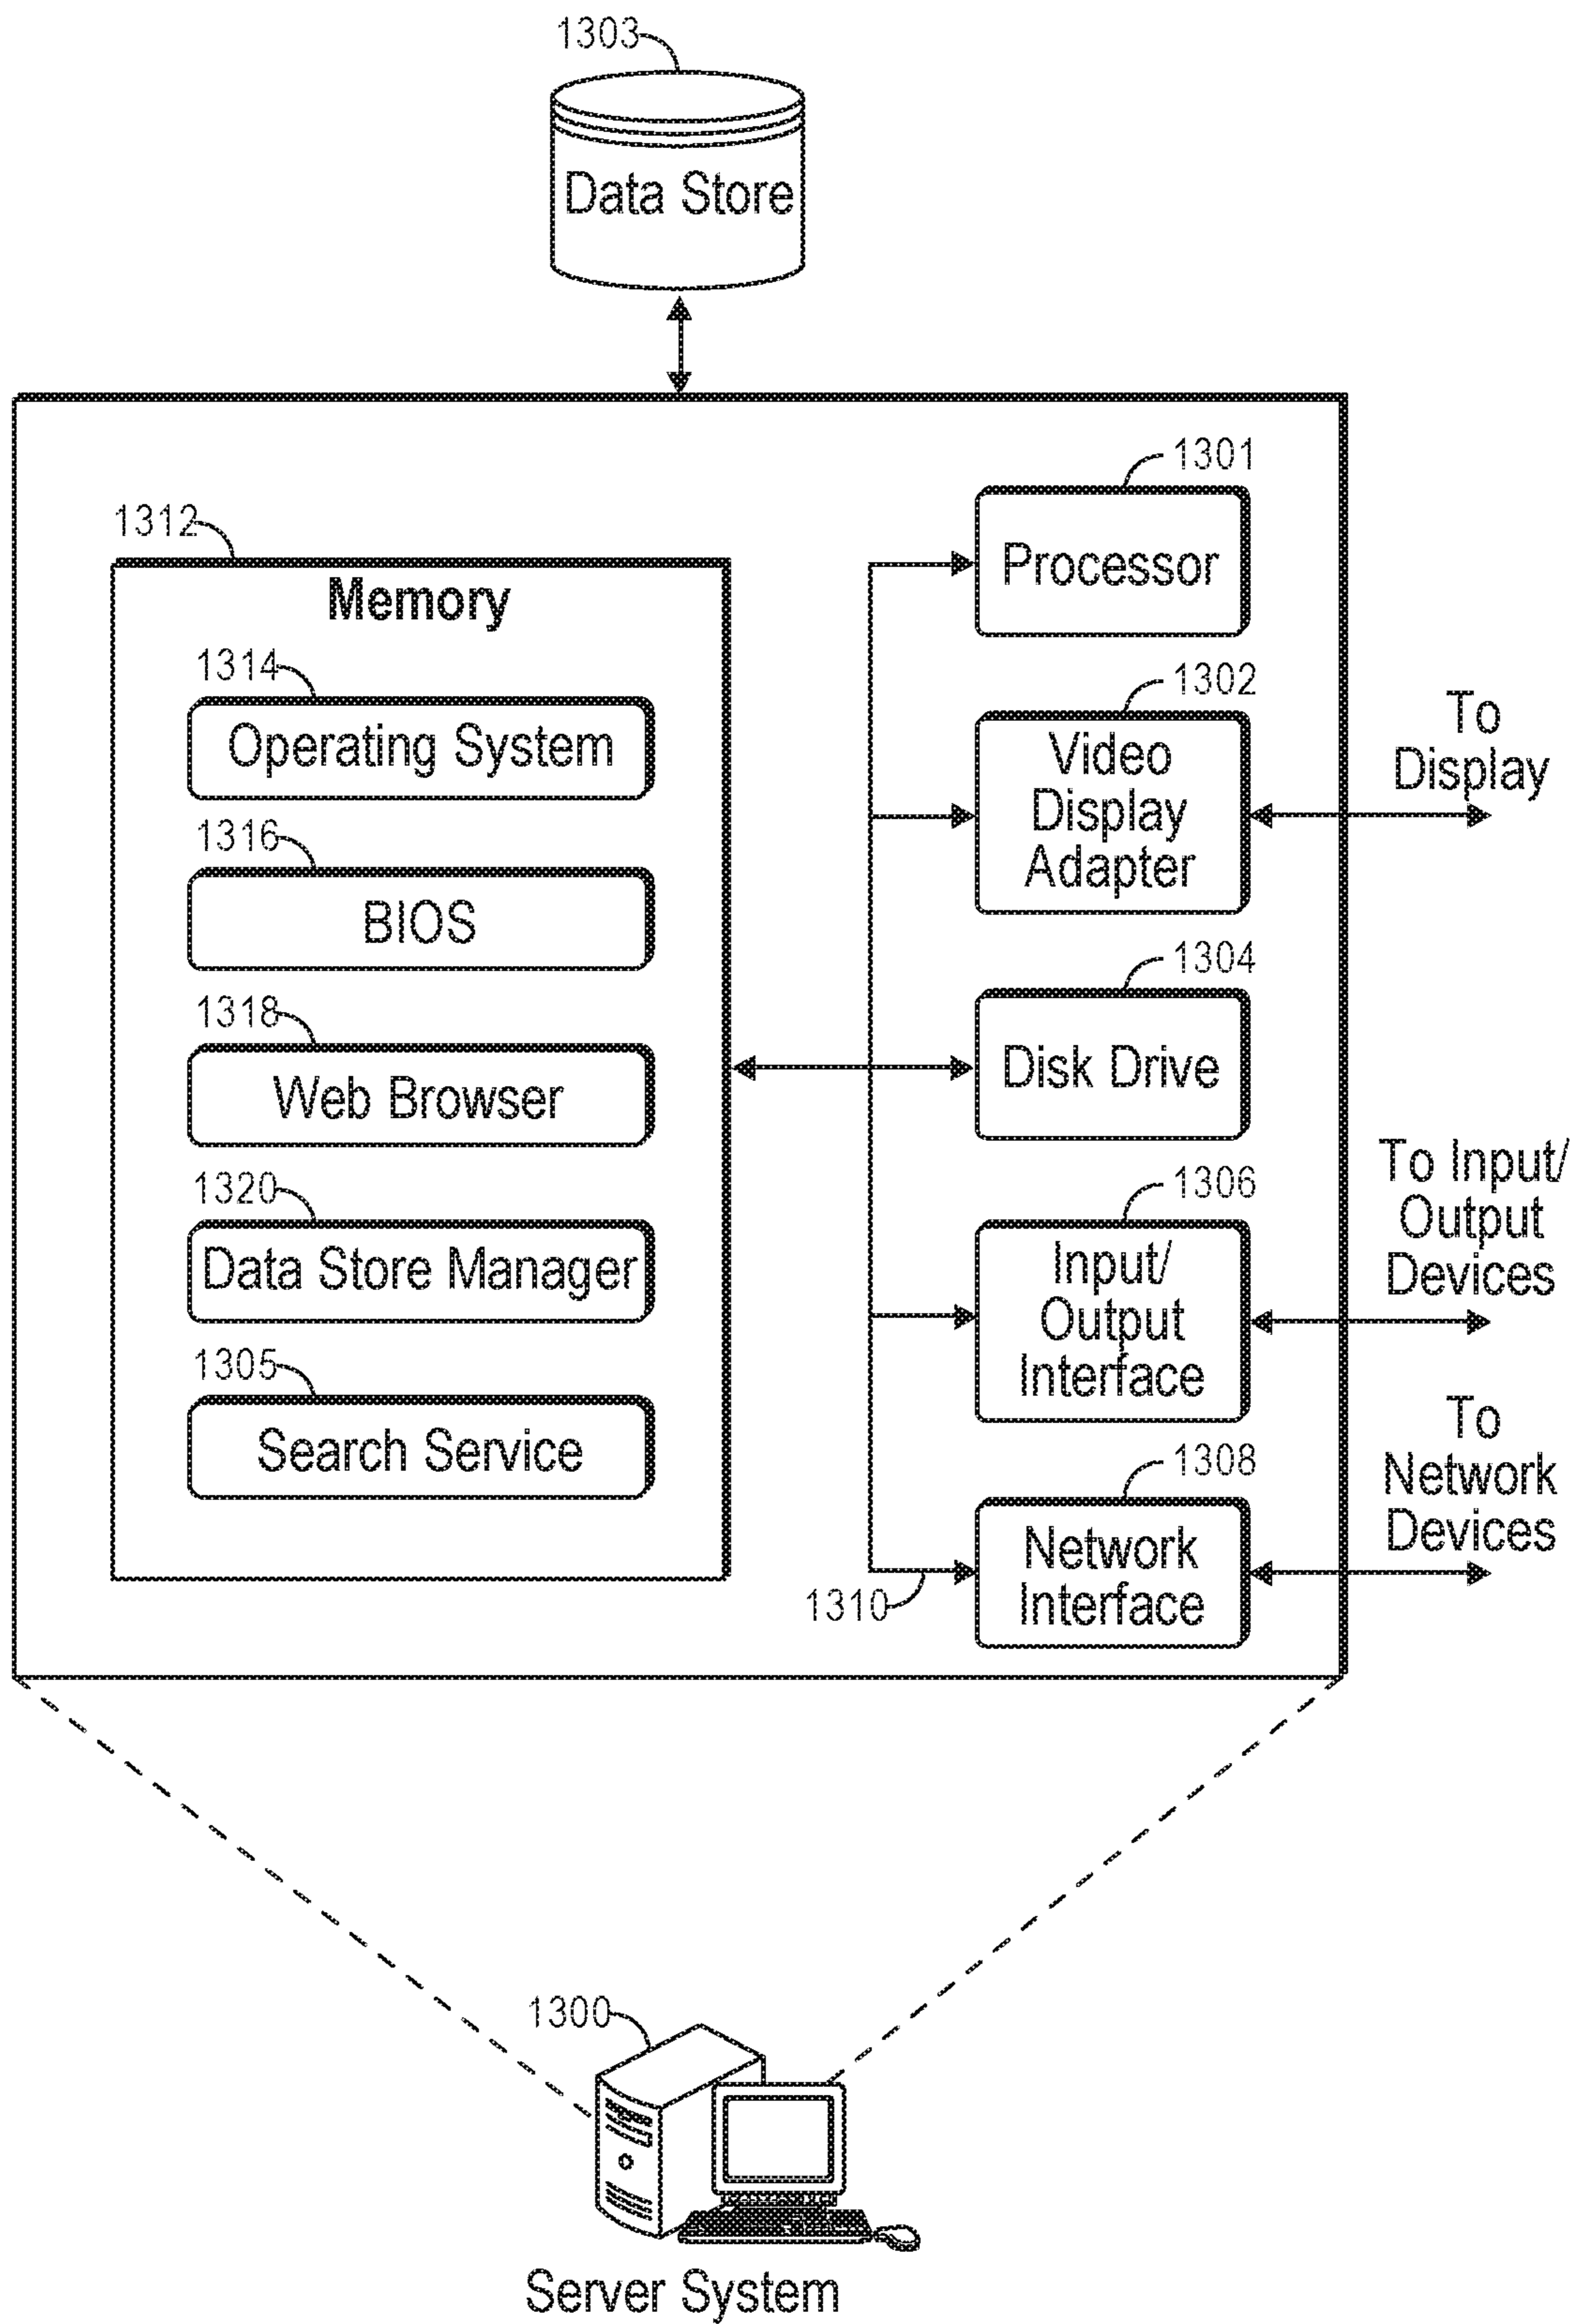 1303
Data Store
1301
Processor
1312
Memory
1314
Operating System
1316
BIOS
1318
Web Browser
1320
Data Store Manager
1305
Search Service
1302
Video
Display
Adapter
To
Display
1304
Disk Drive
1306
Input/
Output
Interface
To Input/
Output
Devices
1308
Network
Interface
To
Network
Devices
1310
1300
Server System